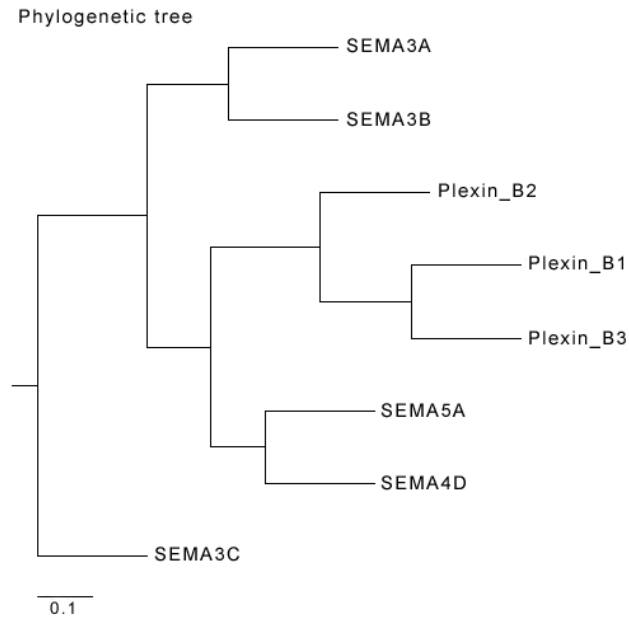 Phylogenetic tree
SEMA3A
SEMA3B
Plexin_B2
Plexin_B1
Plexin_B3
SEMA5A
SEMA4D
SEMA3C
0.1